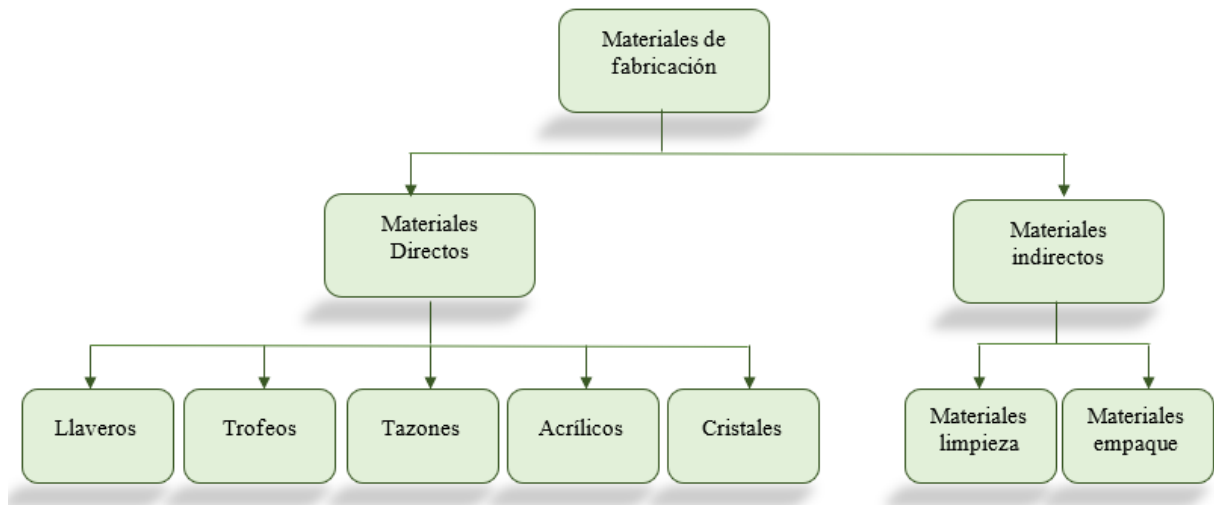 Materiales de
fabricación
Materiales
Directos
Materiales
indirectos
Llaveros
Trofeos
Tazones
Acrílicos
Cristales
Materiales
limpieza
Materiales
empaque